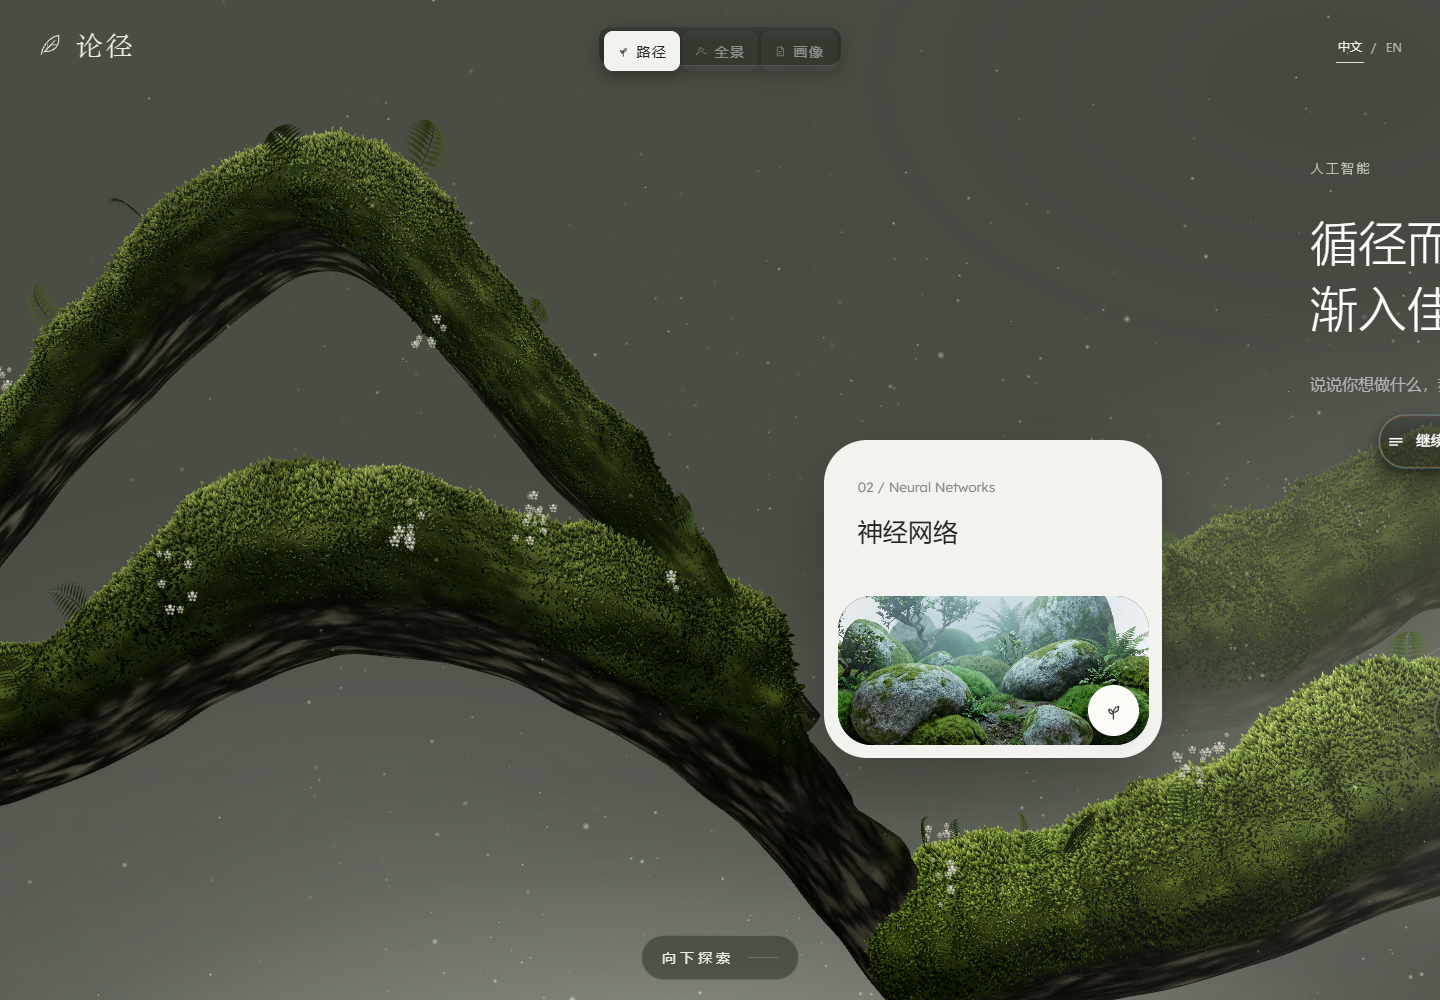 论径
路径
全景
画像
中文 / EN
人工智能
循径而
渐入佳
说说你想做什么，
继续
02 / Neural Networks
神经网络
向下探索